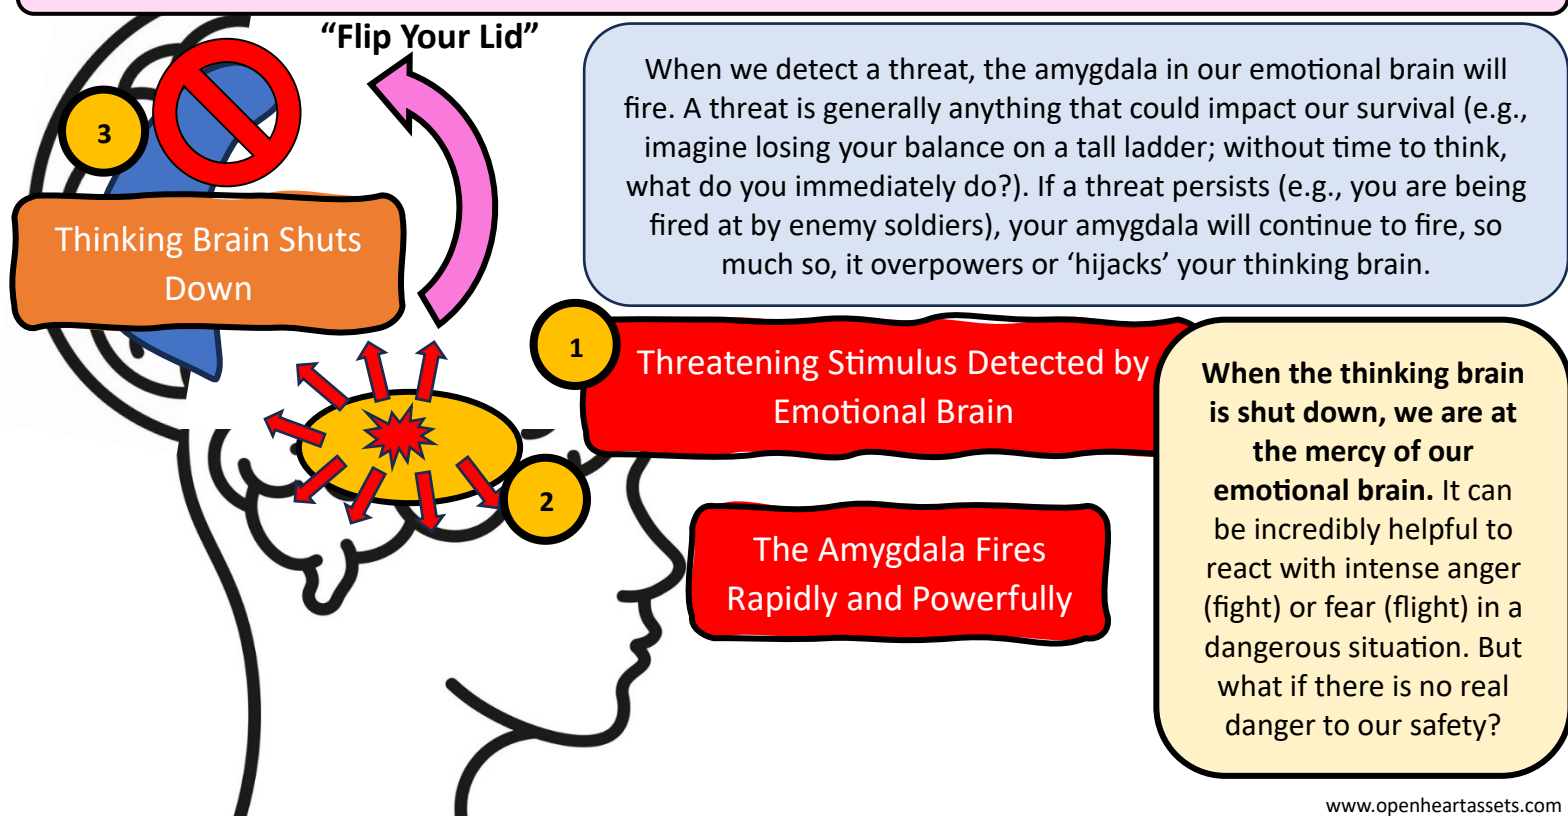 “Flip Your Lid”
When we detect a threat, the amygdala in our emotional brain will
fire. A threat is generally anything that could impact our survival (e.g.,
imagine losing your balance on a tall ladder; without time to think,
what do you immediately do?). If a threat persists (e.g., you are being
fired at by enemy soldiers), your amygdala will continue to fire, so
much so, it overpowers or ‘hijacks’ your thinking brain.
3
Thinking Brain Shuts
Down
1
Threatening Stimulus Detected by
Emotional Brain
2
The Amygdala Fires
Rapidly and Powerfully
When the thinking brain
is shut down, we are at
the mercy of our
emotional brain. It can
be incredibly helpful to
react with intense anger
(fight) or fear (flight) in a
dangerous situation. But
what if there is no real
danger to our safety?
www.openheartassets.com